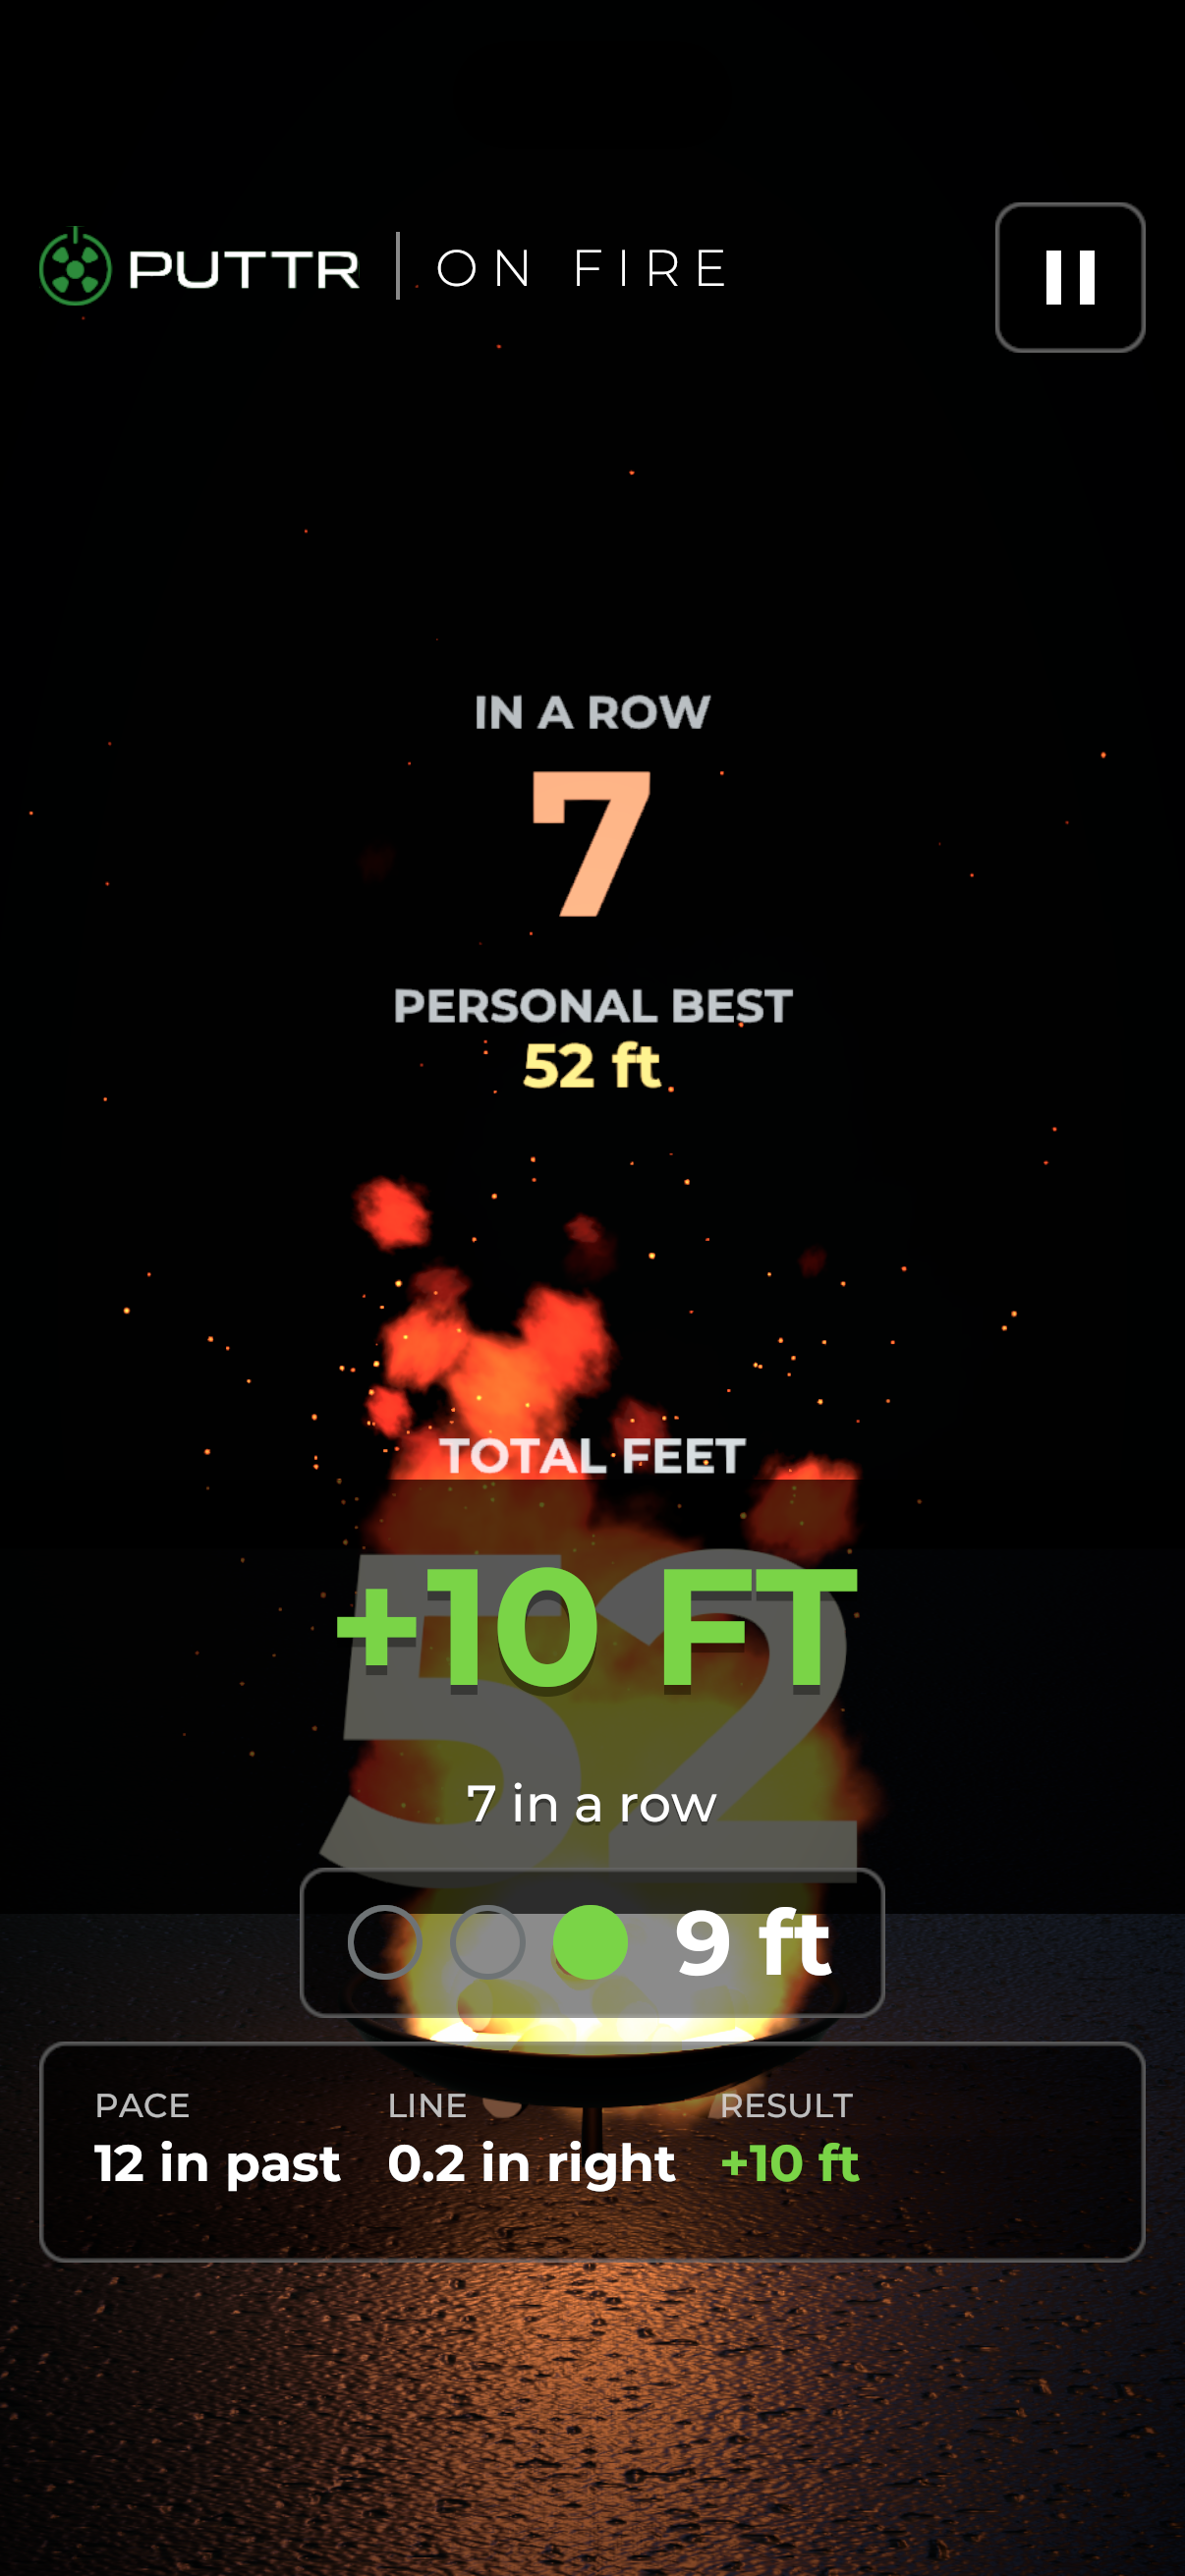 PUTTR | ON FIRE
IN A ROW
7
PERSONAL BEST
52 ft
TOTAL FEET
52
+10 FT
7 in a row
9 ft
PACE LINE RESULT
12 in past 0.2 in right +10 ft